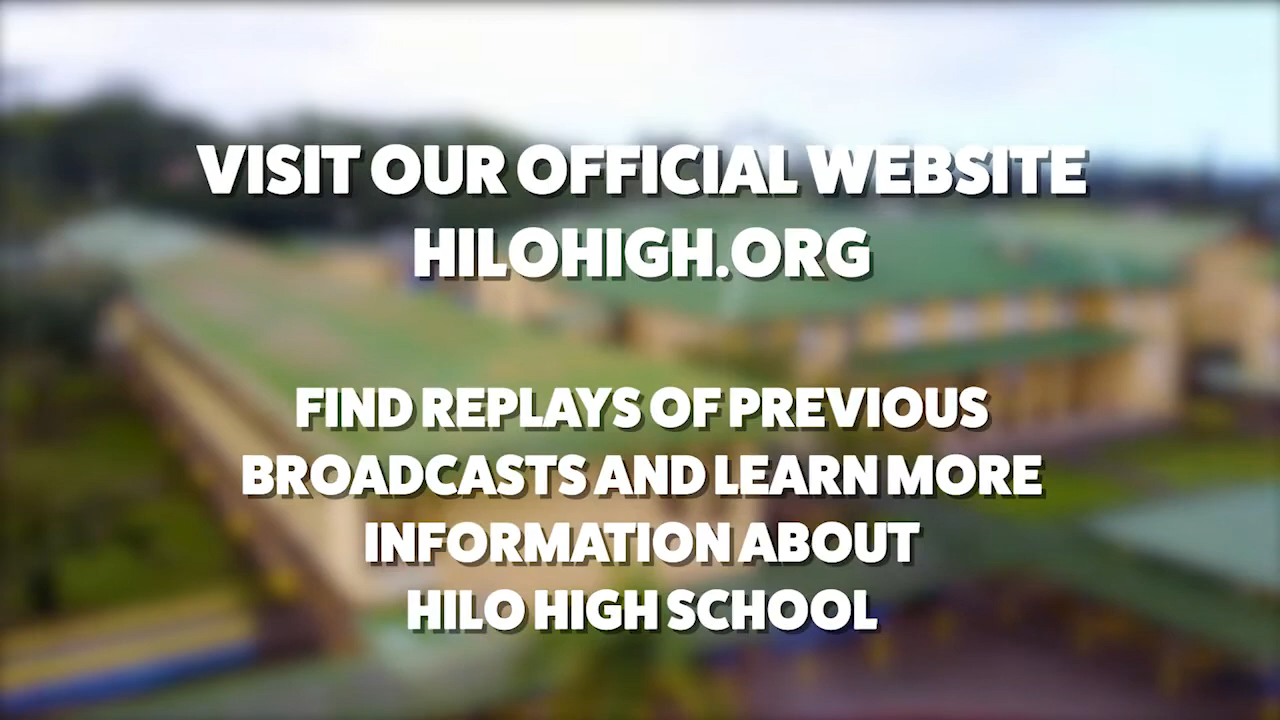 VISIT OUR OFFICIAL WEBSITE
HILOHIGH.ORG
FIND REPLAYS OF PREVIOUS
BROADCASTS AND LEARN MORE
INFORMATION ABOUT
HILO HIGH SCHOOL